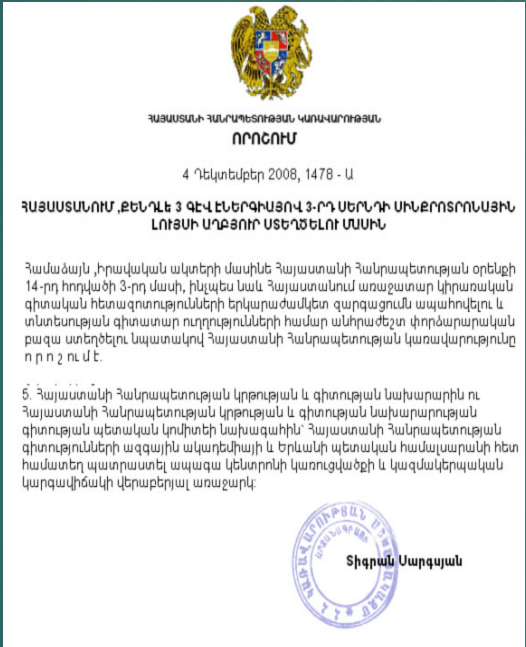 ՀԱՅԱՍՏԱՆԻ ՀԱՆՐԱՊԵՏՈՒԹՅԱՆ ԿԱՌԱՎԱՐՈՒԹՅԱՆ
ՈՐՈՇՈՒՄ
4 Դեկտեմբեր 2008, 1478 - Ա
ՀԱՅԱՍՏԱՆՈՒՄ ,ՔԵՆԴԼԵ 3 ԳԷՎ ԷՆԵՐԳԻԱՅՈՎ 3-ՐԴ ՍԵՐՆԴԻ ՍԻՆՔՐՈՏՐՈՆԱՅԻՆ
ԼՈՒՅՍԻ ԱՂԲՅՈՒՐ ՍՏԵՂԾԵԼՈՒ ՄԱՍԻՆ
Համաձայն ,Իրավական ակտերի մասինե Հայաստանի Հանրապետության օրենքի
14-րդ հոդվածի 3-րդ մասի, ինչպես նաև Հայաստանում առաջատար կիրառական
գիտական հետազոտությունների երկարաժամկետ զարգացումն ապահովելու և
տնտեսության գիտատար ուղղությունների համար անհրաժեշտ փորձարարական
բազա ստեղծելու նպատակով Հայաստանի Հանրապետության կառավարությունը
ո ր ո շ ու մ է.
5. Հայաստանի Հանրապետության կրթության և գիտության նախարարին ու
Հայաստանի Հանրապետության կրթության և գիտության նախարարության
գիտության պետական կոմիտեի նախագահին՝ Հայաստանի Հանրապետության
գիտությունների ազգային ակադեմիայի և Երևանի պետական համալսարանի հետ
համատեղ պատրաստել ապագա կենտրոնի կառուցվածքի և կազմակերպական
կարգավիճակի վերաբերյալ առաջարկ:
Տիգրան Սարգսյան